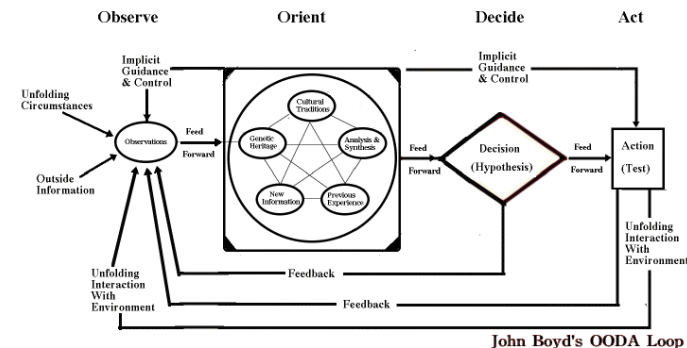 Observe
Orient
Decide
Act
Implicit
Guidance
& Control
Unfolding
Circumstances
Observations
Feed
Forward
Outside
Information
Cultural
Traditions
Genetic
Heritage
Analysis &
Synthesis
New
Information
Previous
Experience
Implicit
Guidance
& Control
Feed
Forward
Decision
(Hypothesis)
Feed
Forward
Action
(Test)
Unfolding
Interaction
With
Environment
Unfolding
Interaction
With
Environment
Feedback
Feedback
John Boyd's OODA Loop